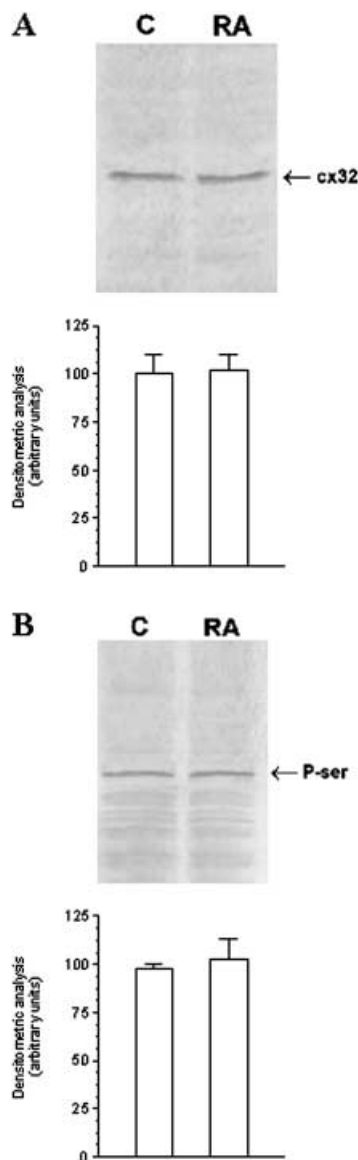 A
C RA
← cx32
Densitometric analysis
(arbitrary units)
125
100
75
50
25
0
B
C RA
← P-ser
Densitometric analysis
(arbitrary units)
125
100
75
50
25
0